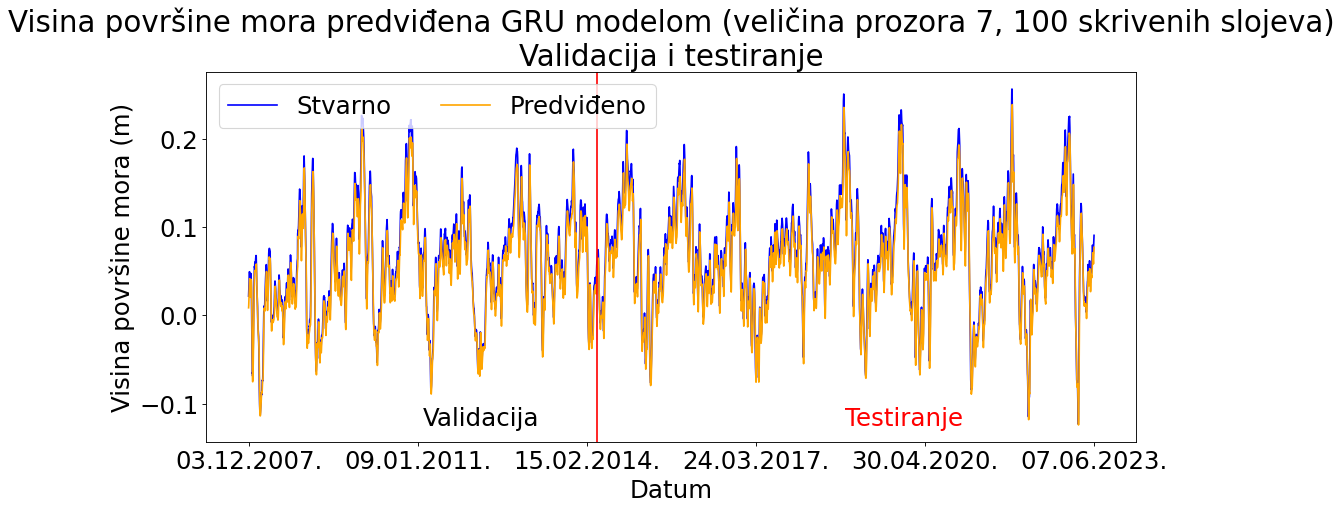 Visina površine mora predviđena GRU modelom (veličina prozora 7, 100 skrivenih slojeva)
Validacija i testiranje
Stvarno
Predviđeno
Visina površine mora (m)
0.2
0.1
0.0
−0.1
Validacija
Testiranje
03.12.2007.
09.01.2011.
15.02.2014.
24.03.2017.
30.04.2020.
07.06.2023.
Datum